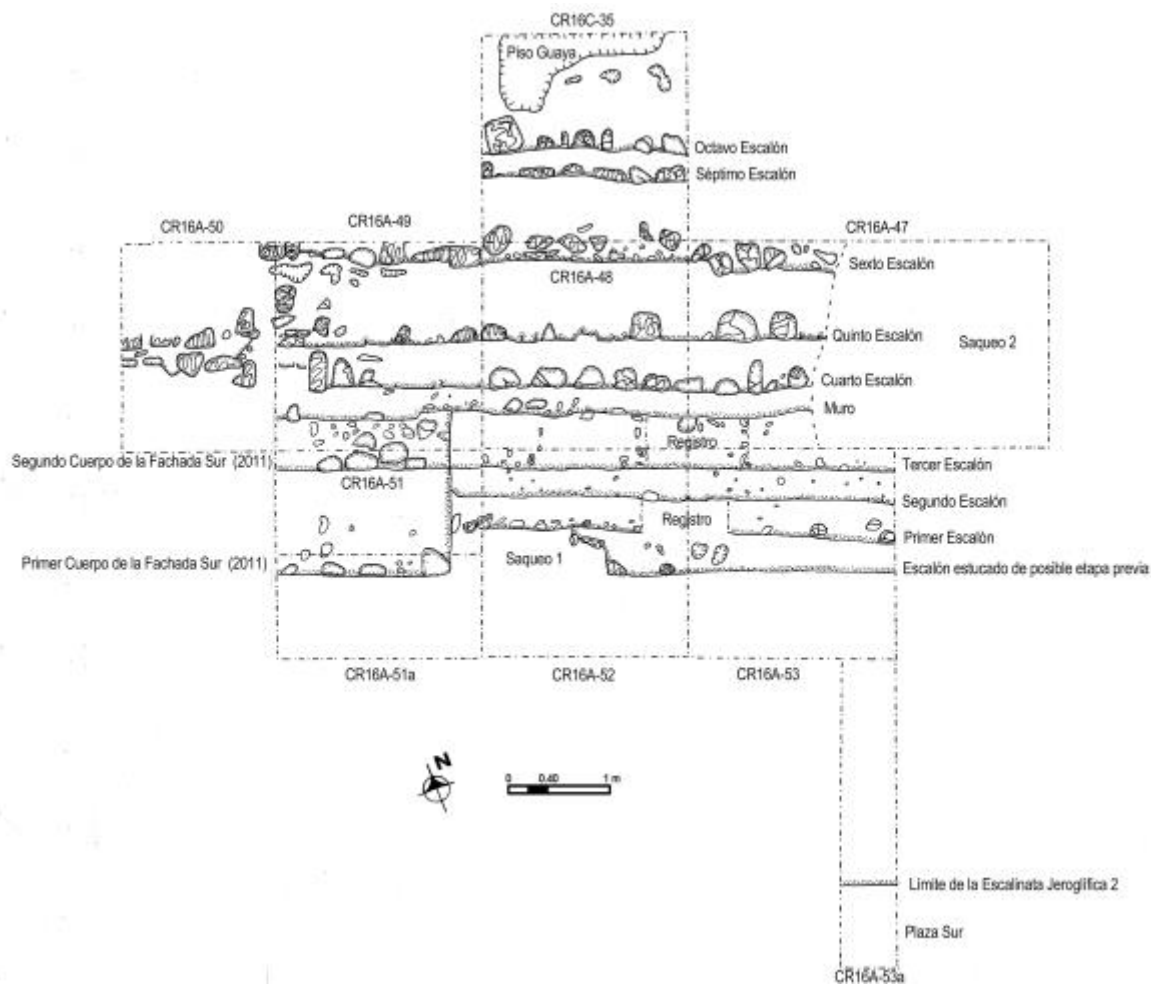 CR16C-35
Piso Guaya
Octavo Escalón
Séptimo Escalón
CR16A-50
CR16A-49
CR16A-47
Sexto Escalón
CR16A-48
Quinto Escalón
Saqueo 2
Cuarto Escalón
Muro
Registro
Segundo Cuerpo de la Fachada Sur (2011)
Tercer Escalón
CR16A-51
Segundo Escalón
Registro
Primer Escalón
Primer Cuerpo de la Fachada Sur (2011)
Saqueo 1
Escalón estucado de posible etapa previa
CR16A-51a
CR16A-52
CR16A-53
N
0 0.40 1 m
Limite de la Escalinata Jeroglífica 2
Plaza Sur
CR16A-53a